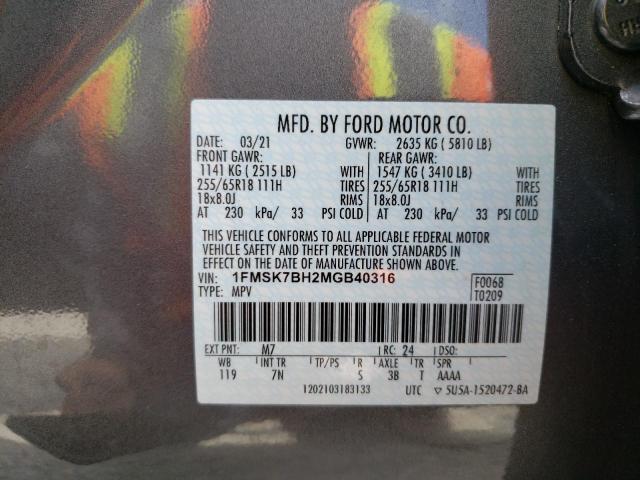 MFD. BY FORD MOTOR CO.
DATE: 03/21 GVWR: 2635 KG ( 5810 LB)
FRONT GAWR: REAR GAWR:
1141 KG ( 2515 LB) WITH 1547 KG ( 3410 LB) WITH
255/65R18 111H TIRES 255/65R18 111H TIRES
18x8.0J RIMS 18x8.0J RIMS
AT 230 kPa/ 33 PSI COLD AT 230 kPa/ 33 PSI COLD
THIS VEHICLE CONFORMS TO ALL APPLICABLE FEDERAL MOTOR
VEHICLE SAFETY AND THEFT PREVENTION STANDARDS IN
EFFECT ON THE DATE OF MANUFACTURE SHOWN ABOVE.
VIN: 1FMSK7BH2MGB40316 F0068
TYPE: MPV T0209
EXT PNT: M7 RC: 24 DSO:
WB INT TR TP/PS R AXLE TR SPR
119 7N S 3B T AAAA
1202103183133 UTC ▽ 5U5A-1520472-BA